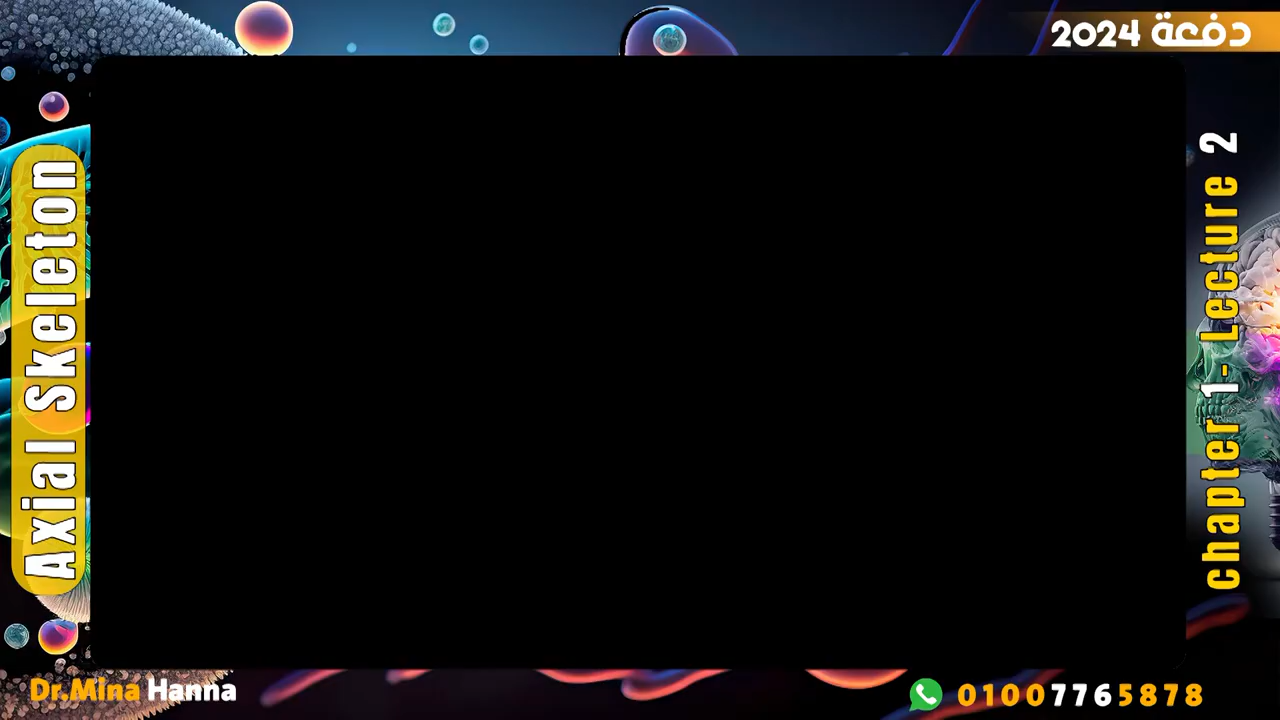 دفعة 2024
Axial Skeleton
chapter 1- Lecture 2
Dr.Mina Hanna
01007765878